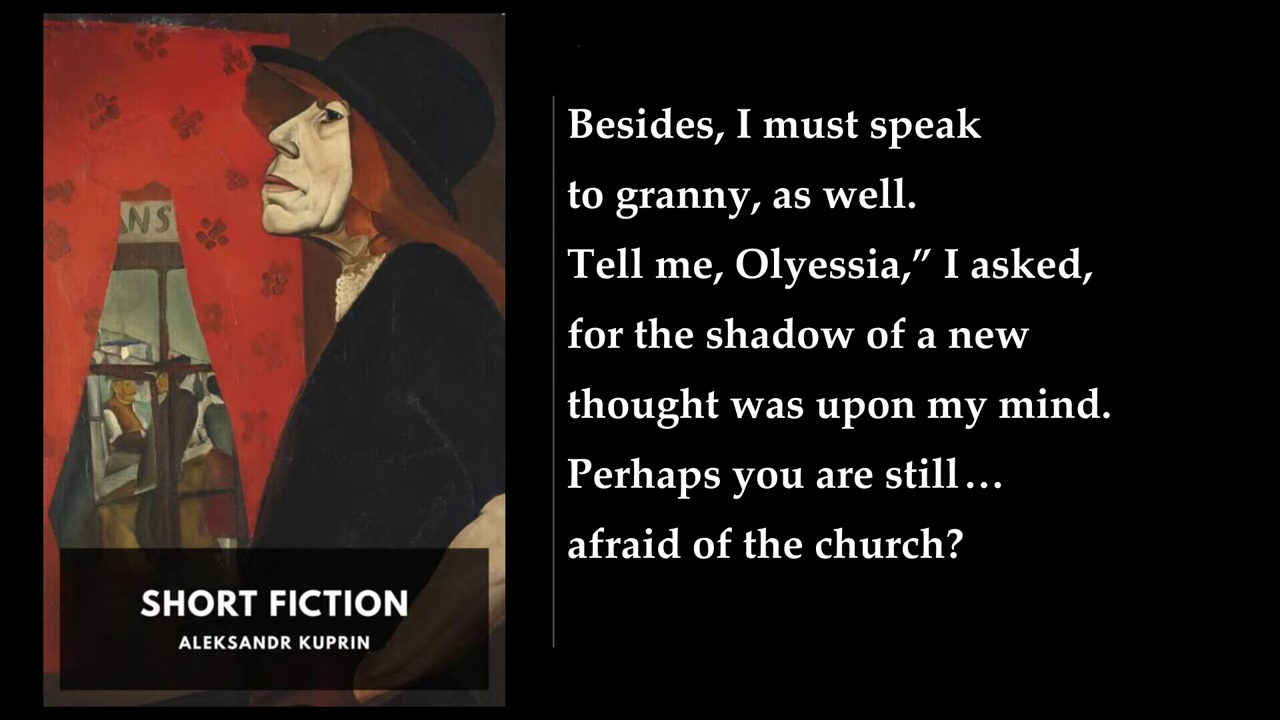 ANS
SHORT FICTION
ALEKSANDR KUPRIN
Besides, I must speak
to granny, as well.
Tell me, Olyessia,” I asked,
for the shadow of a new
thought was upon my mind.
Perhaps you are still…
afraid of the church?